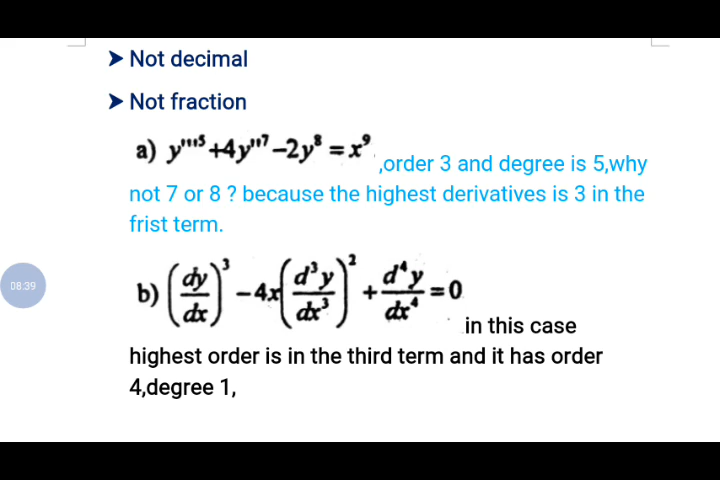 ➤ Not decimal
➤ Not fraction
a) y''''⁵ +4y''⁷ −2y⁸ = x⁹ ,order 3 and degree is 5,why
not 7 or 8 ? because the highest derivatives is 3 in the
frist term.
b) (dy/dx)³ − 4x(d³y/dx³)² + d⁴y/dx⁴ = 0 in this case
highest order is in the third term and it has order
4,degree 1,
08:39